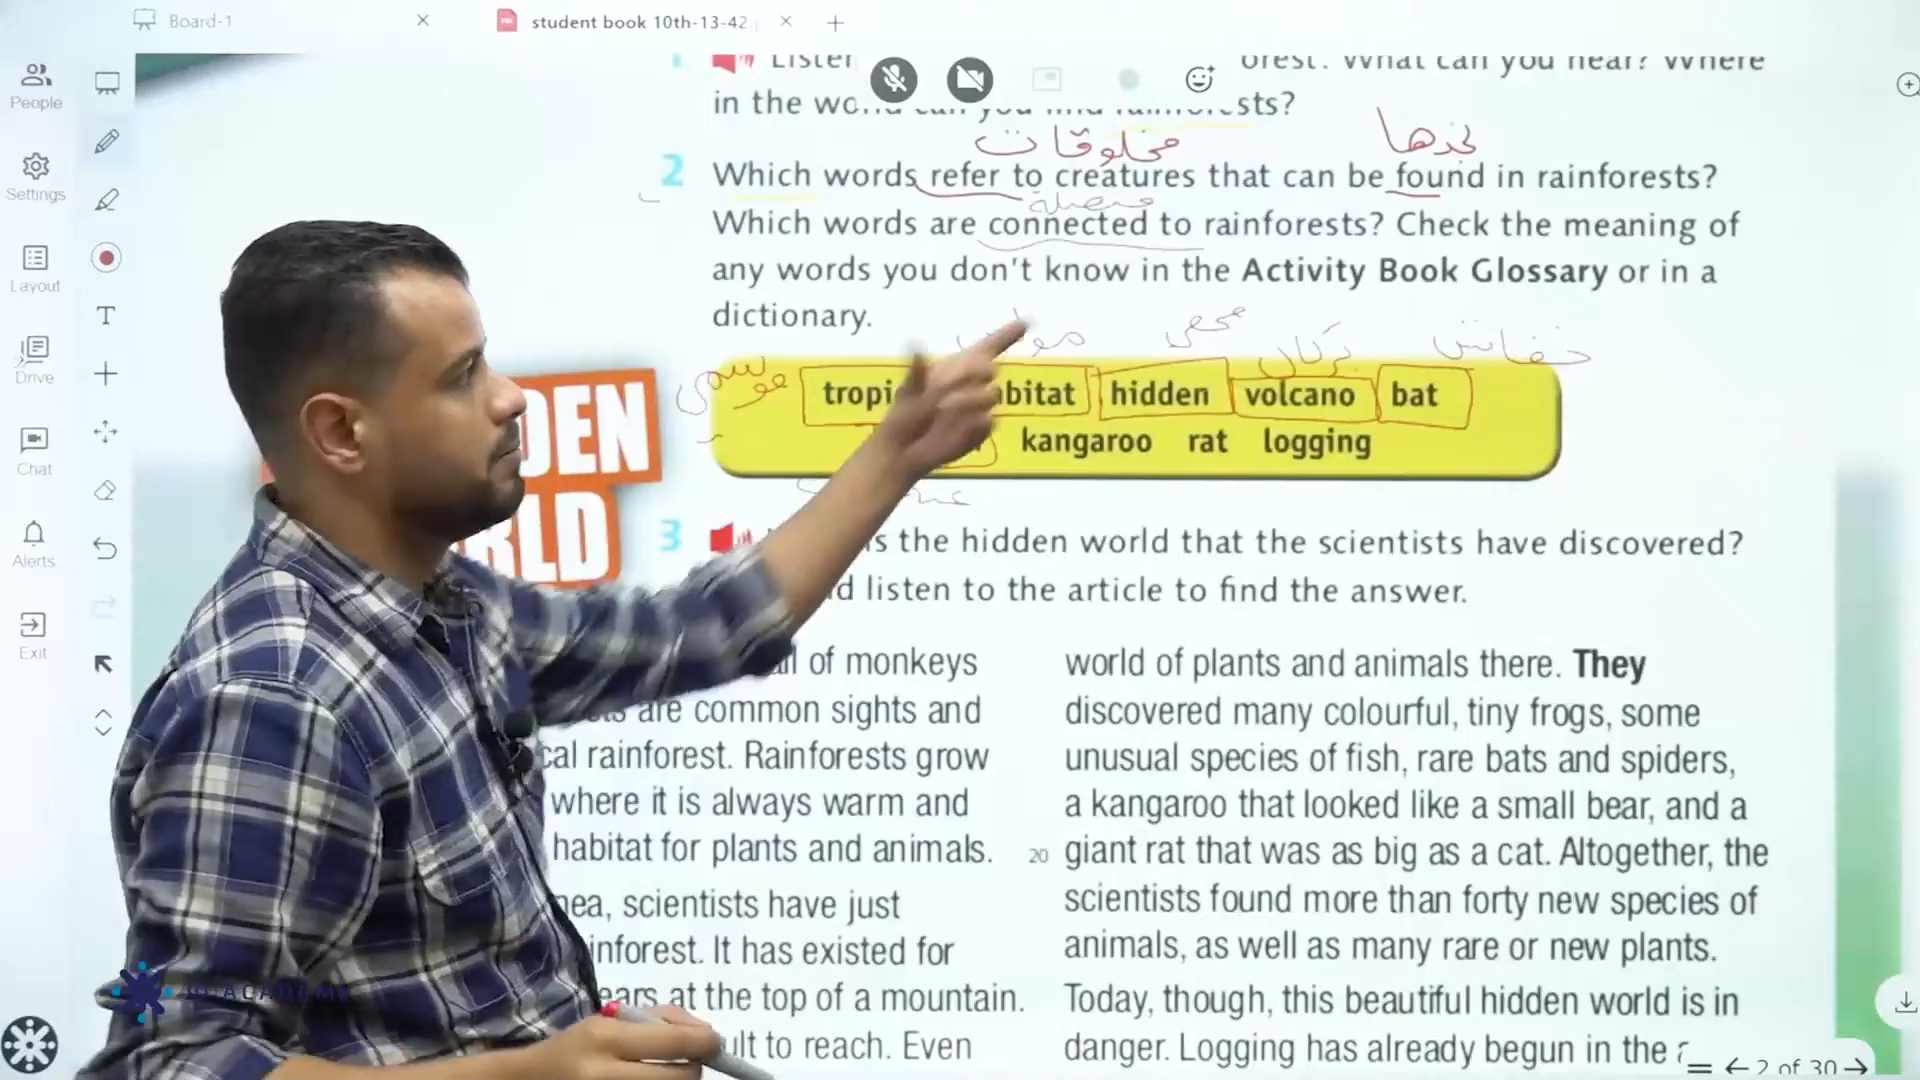 Board-1
student book 10th-13-42
People
Settings
Layout
Drive
Chat
Alerts
Exit
orest. What can you hear? Where
in the
2 Which words refer to creatures that can be found in rainforests?
Which words are connected to rainforests? Check the meaning of
any words you don't know in the Activity Book Glossary or in a
dictionary.
مخلوقات
hidden volcano bat
kangaroo rat logging
DEN
RLD
3 the hidden world that the scientists have discovered?
listen to the article to find the answer.
of monkeys
are common sights and
cal rainforest. Rainforests grow
where it is always warm and
habitat for plants and animals.
scientists have just
inforest. It has existed for
ears at the top of a mountain.
ult to reach. Even
world of plants and animals there. They
discovered many colourful, tiny frogs, some
unusual species of fish, rare bats and spiders,
a kangaroo that looked like a small bear, and a
20 giant rat that was as big as a cat. Altogether, the
scientists found more than forty new species of
animals, as well as many rare or new plants.
Today, though, this beautiful hidden world is in
danger. Logging has already begun in the
2 of 30